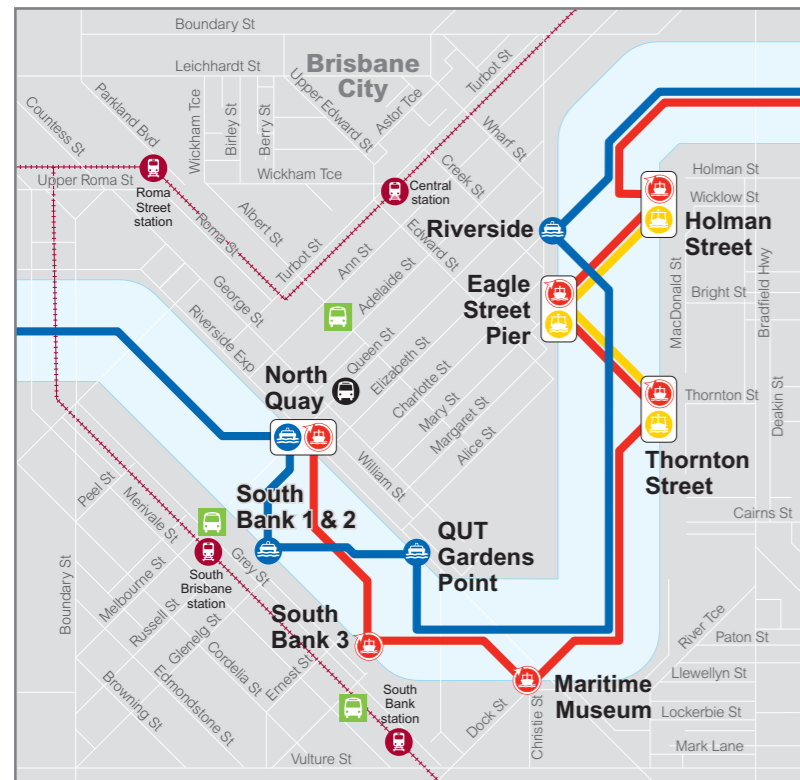 Boundary St
Leichhardt St
Brisbane
City
Turbot St
Countess St
Parkland Bvd
Wickham Tce
Birley St
Berry St
Upper Edward St
Astor Tce
Wharf St
Creek St
Holman St
Wicklow St
Upper Roma St
Wickham Tce
Central
station
Roma
Street
station
Roma St
Albert St
Turbot St
Ann St
Edward St
Riverside
Holman
Street
Adelaide St
Eagle
Street
Pier
MacDonald St
Bright St
Bradfield Hwy
George St
Riverside Exp
Queen St
Elizabeth St
North
Quay
Charlotte St
Mary St
Margaret St
Alice St
Thornton St
Deakin St
Thornton
Street
William St
Peel St
Merivale St
South
Bank 1 & 2
QUT
Gardens
Point
Cairns St
Grey St
South
Brisbane
station
Boundary St
Melbourne St
Russell St
Glenelg St
Cordelia St
Ernest St
Edmondstone St
Browning St
South
Bank 3
River Tce
Paton St
Llewellyn St
Maritime
Museum
Lockerbie St
South
Bank
station
Dock St
Christie St
Mark Lane
Vulture St